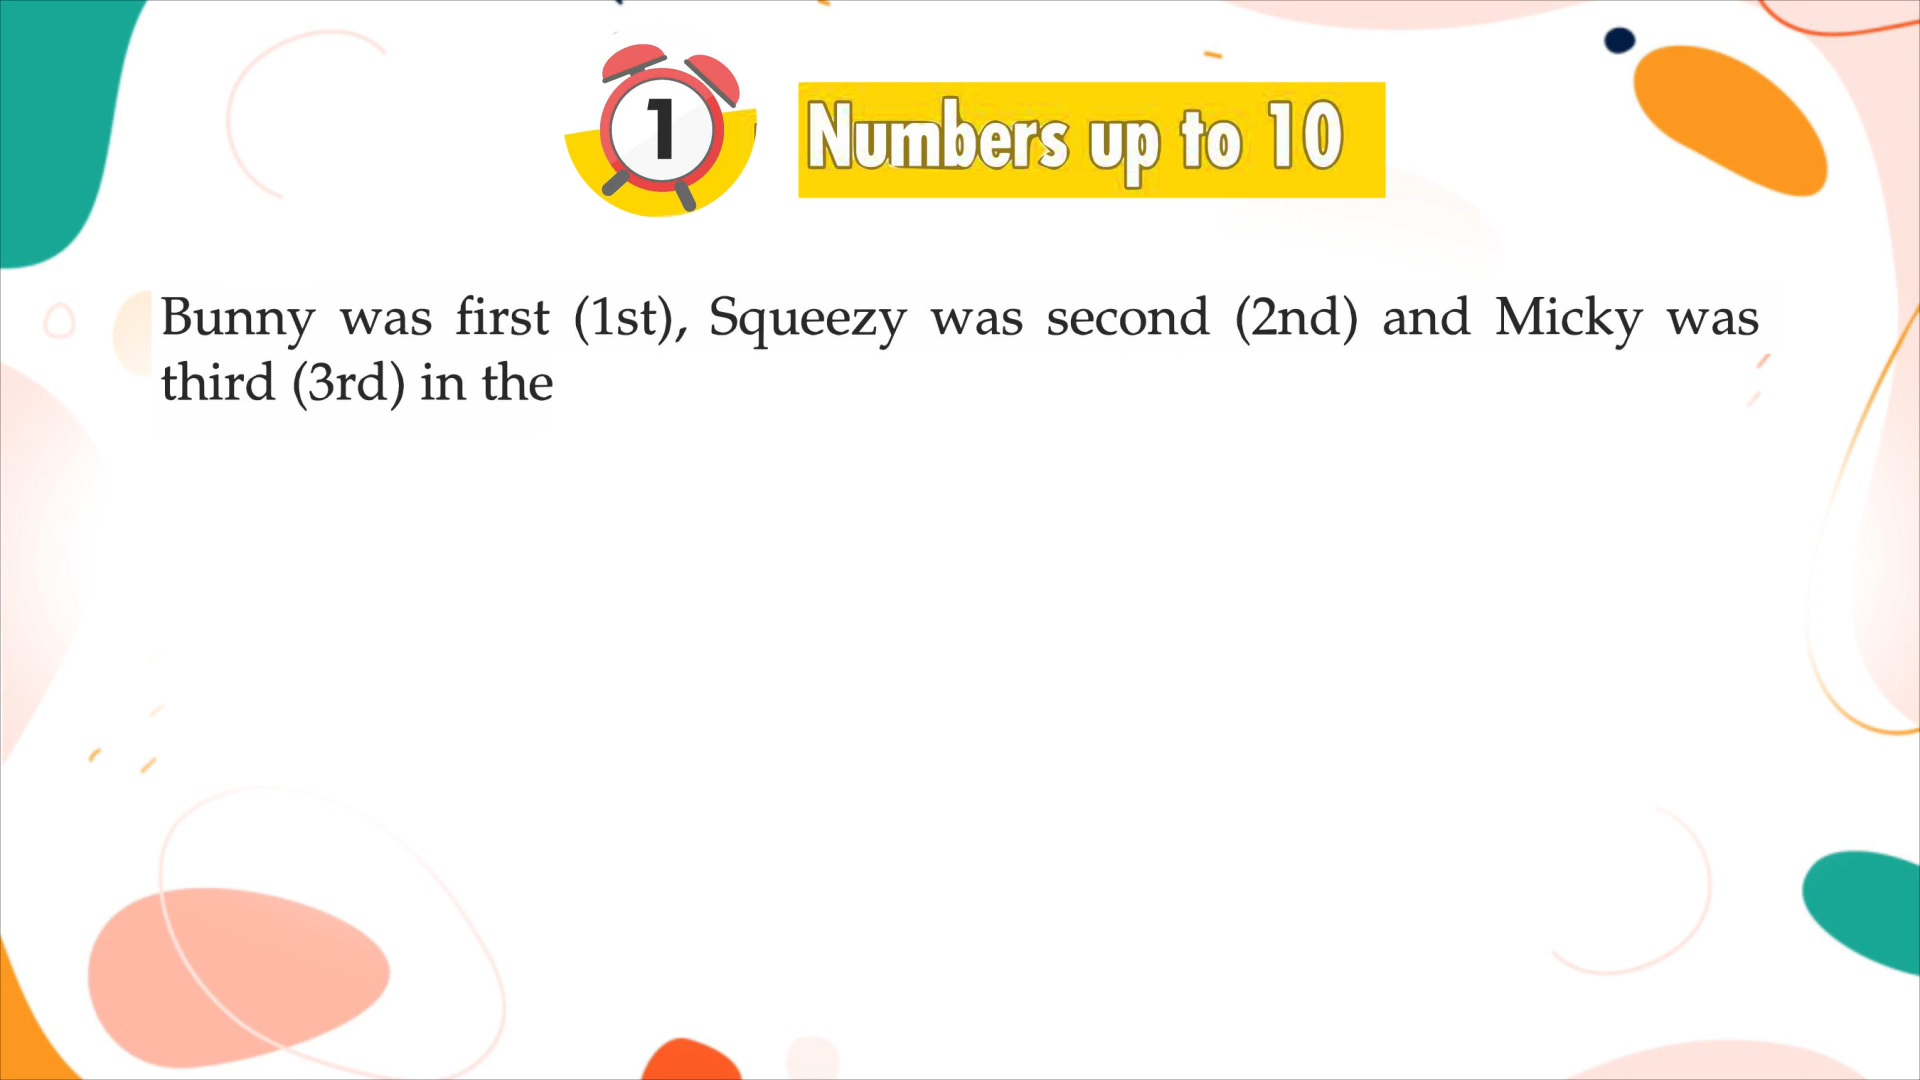 1
Numbers up to 10
Bunny was first (1st), Squeezy was second (2nd) and Micky was
third (3rd) in the